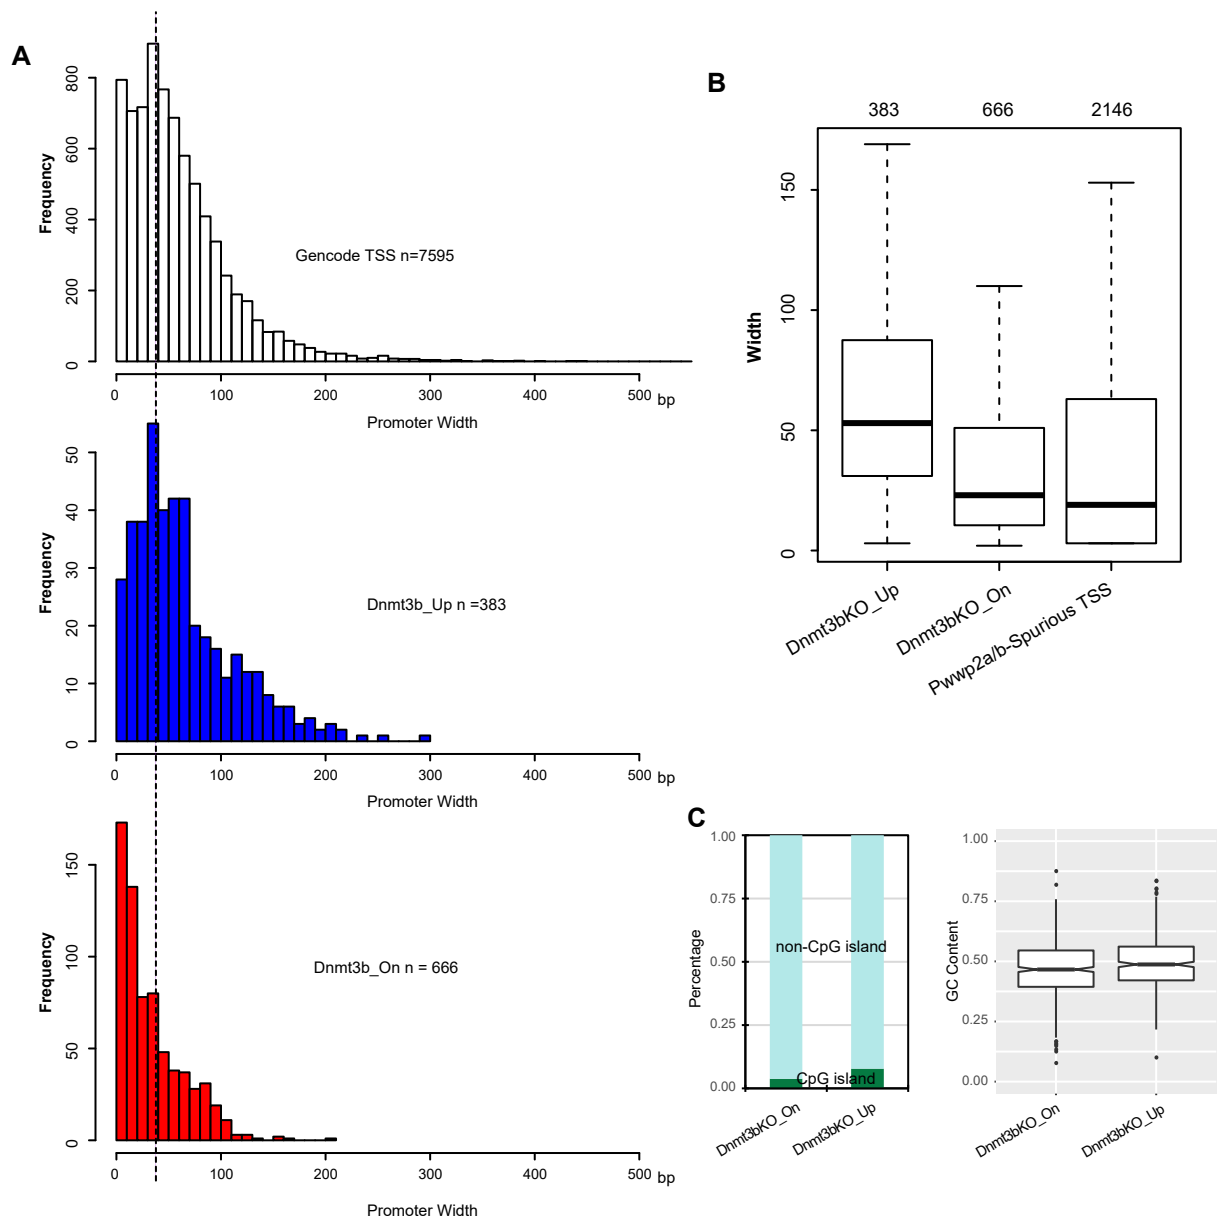 A
Frequency
800
600
400
200
0
Gencode TSS n=7595
0 100 200 300 400 500 bp
Promoter Width
Frequency
50
40
30
20
10
0
Dnmt3b_Up n =383
0 100 200 300 400 500 bp
Promoter Width
Frequency
150
100
50
0
Dnmt3b_On n = 666
0 100 200 300 400 500 bp
Promoter Width
B
383 666 2146
Width
150
100
50
0
Dnmt3bKO_Up
Dnmt3bKO_On
Pwwp2a/b-Spurious TSS
C
Percentage
1.00
0.75
0.50
0.25
0.00
non-CpG island
CpG island
Dnmt3bKO_On
Dnmt3bKO_Up
GC Content
1.00
0.75
0.50
0.25
0.00
Dnmt3bKO_On
Dnmt3bKO_Up